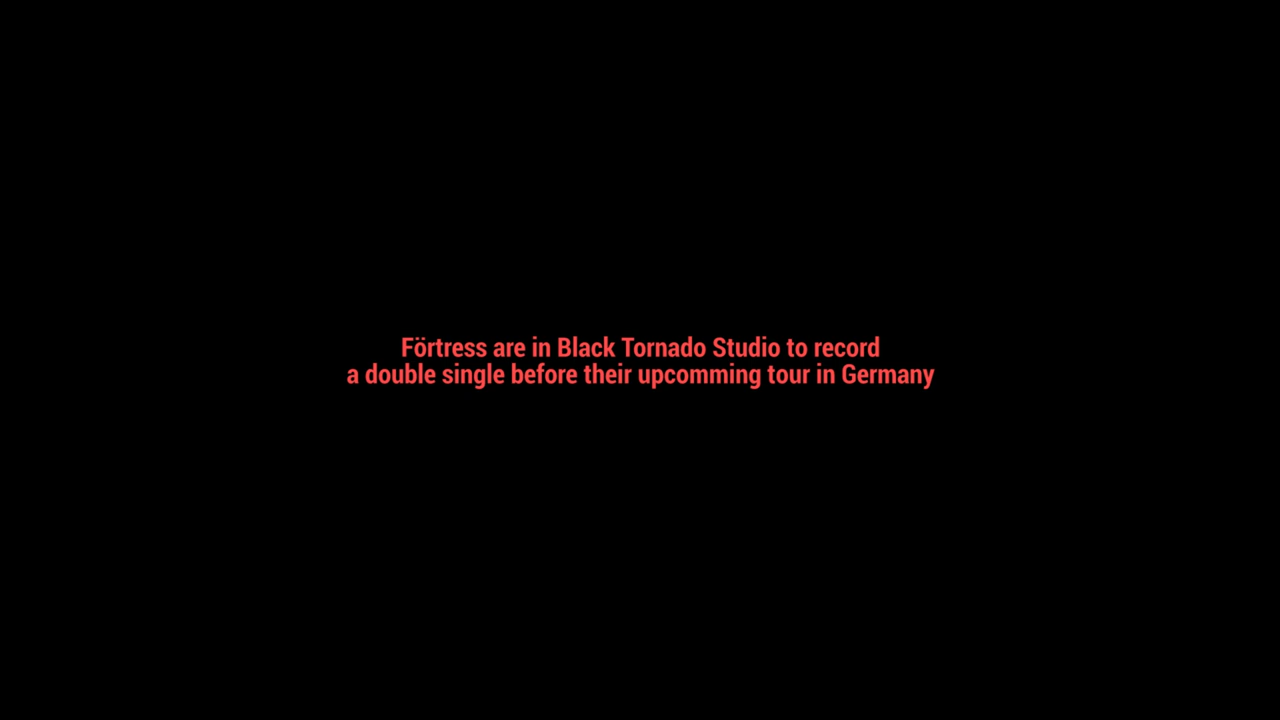 Förtress are in Black Tornado Studio to record
a double single before their upcomming tour in Germany